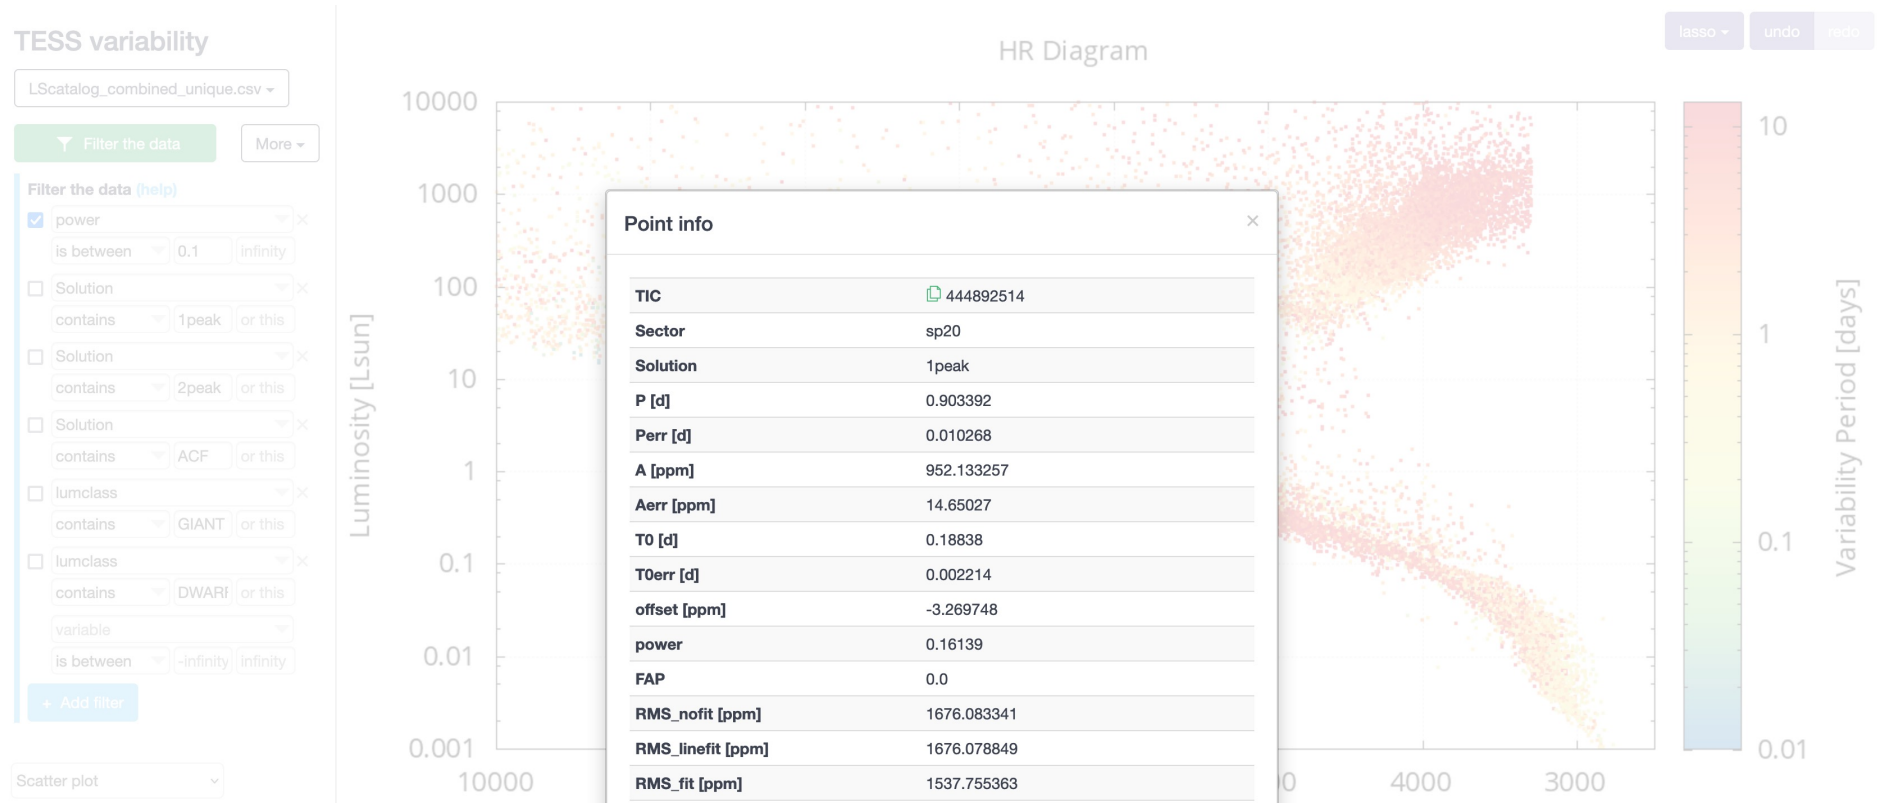 TESS variability
LScatalog_combined_unique.csv
Filter the data
More
Filter the data (help)
power
is between 0.1 infinity
Solution
contains 1peak or this
Solution
contains 2peak or this
Solution
contains ACF or this
lumclass
contains GIANT or this
lumclass
contains DWARF or this
variable
is between -infinity infinity
+ Add filter
Scatter plot
lasso
undo
redo
HR Diagram
Luminosity [Lsun]
10000
1000
100
10
1
0.1
0.01
0.001
10000
4000
3000
Point info
×
TIC 444892514
Sector sp20
Solution 1peak
P [d] 0.903392
Perr [d] 0.010268
A [ppm] 952.133257
Aerr [ppm] 14.65027
T0 [d] 0.18838
T0err [d] 0.002214
offset [ppm] -3.269748
power 0.16139
FAP 0.0
RMS_nofit [ppm] 1676.083341
RMS_linefit [ppm] 1676.078849
RMS_fit [ppm] 1537.755363
10
1
0.1
0.01
Variability Period [days]